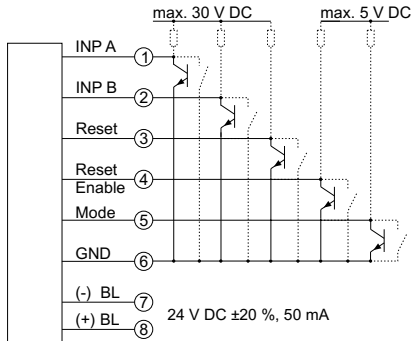 max. 30 V DC max. 5 V DC
INP A 1
INP B 2
Reset 3
Reset
Enable 4
Mode 5
GND 6
(-) BL 7
24 V DC ±20 %, 50 mA
(+) BL 8